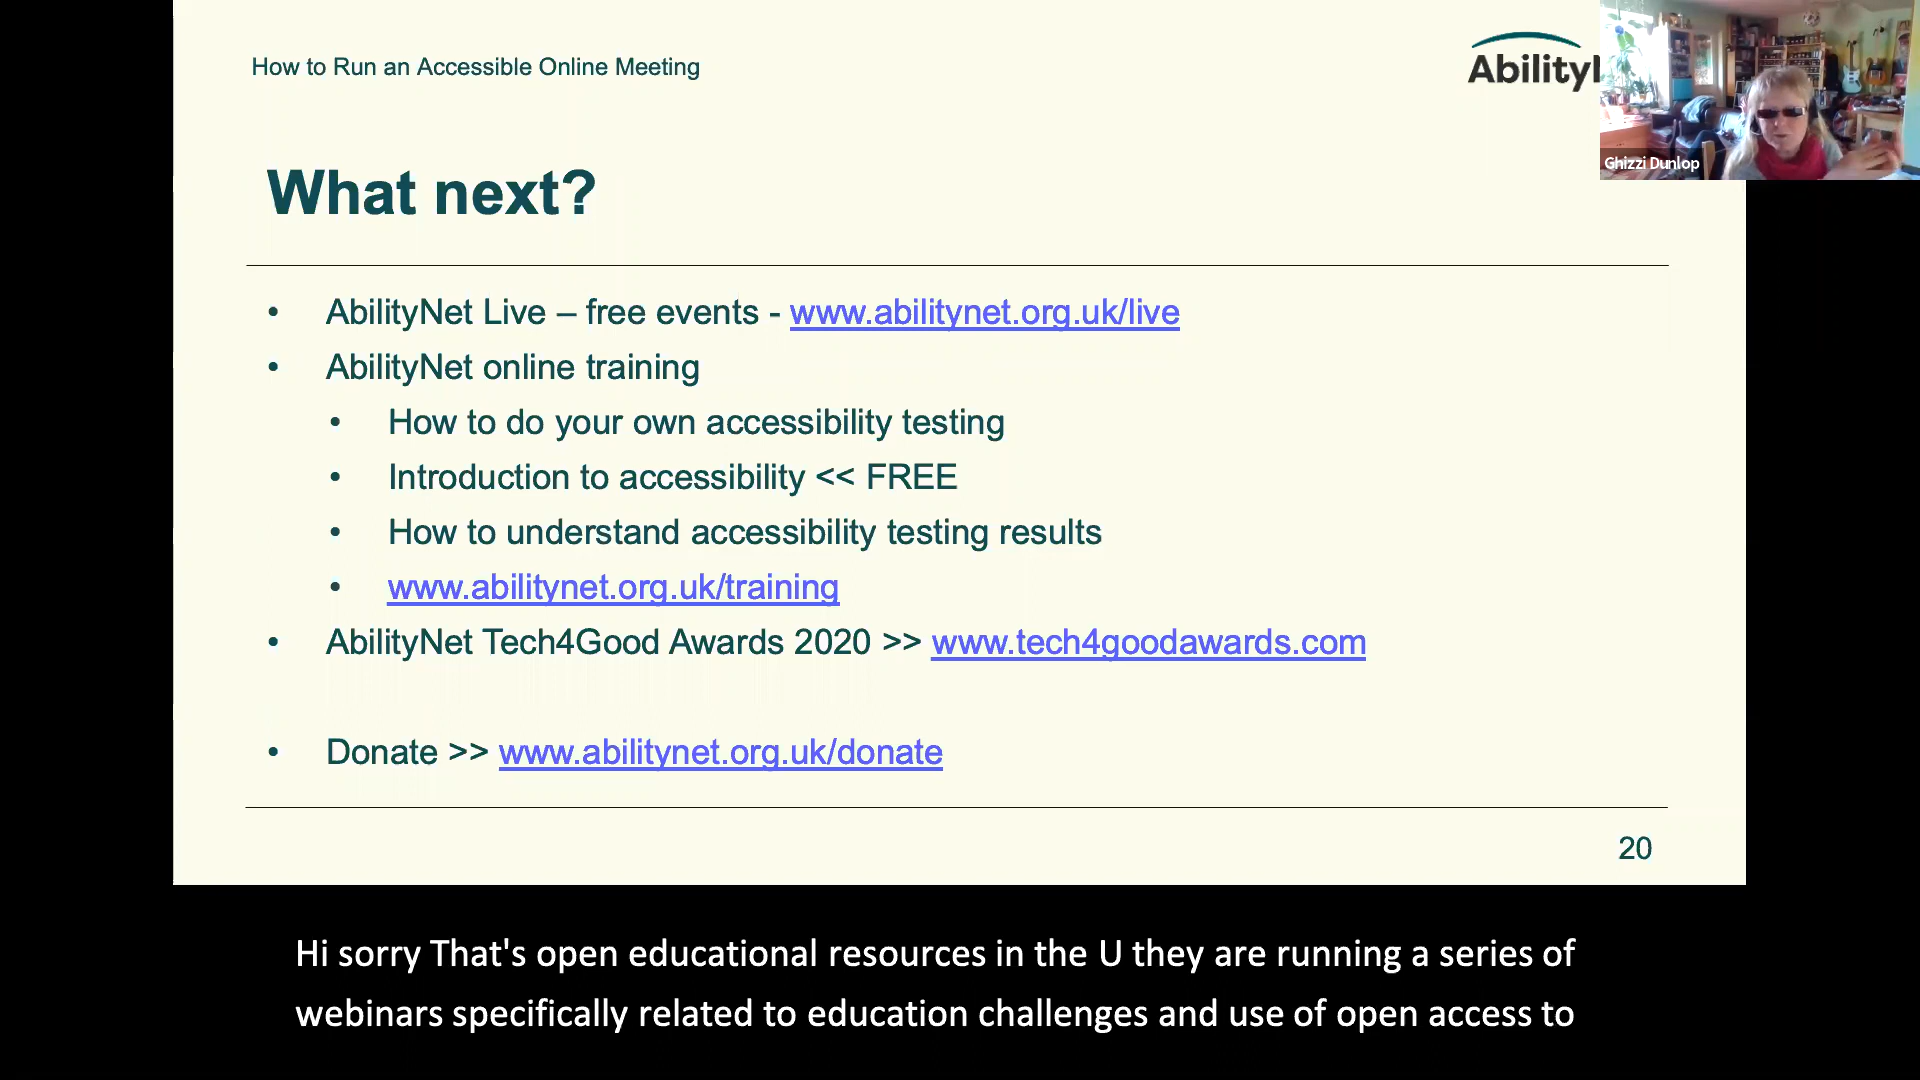 How to Run an Accessible Online Meeting
Ability
Ghizzi Dunlop
What next?
• AbilityNet Live – free events - www.abilitynet.org.uk/live
• AbilityNet online training
• How to do your own accessibility testing
• Introduction to accessibility << FREE
• How to understand accessibility testing results
• www.abilitynet.org.uk/training
• AbilityNet Tech4Good Awards 2020 >> www.tech4goodawards.com
• Donate >> www.abilitynet.org.uk/donate
20
Hi sorry That's open educational resources in the U they are running a series of
webinars specifically related to education challenges and use of open access to